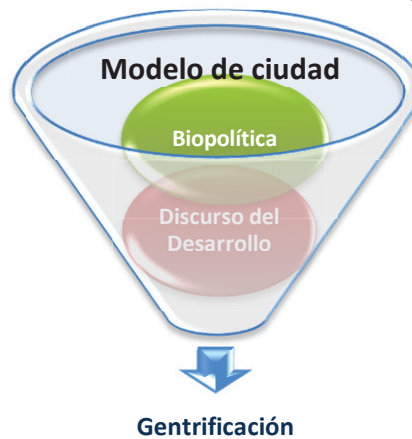 Modelo de ciudad
Biopolítica
Discurso del
Desarrollo
Gentrificación